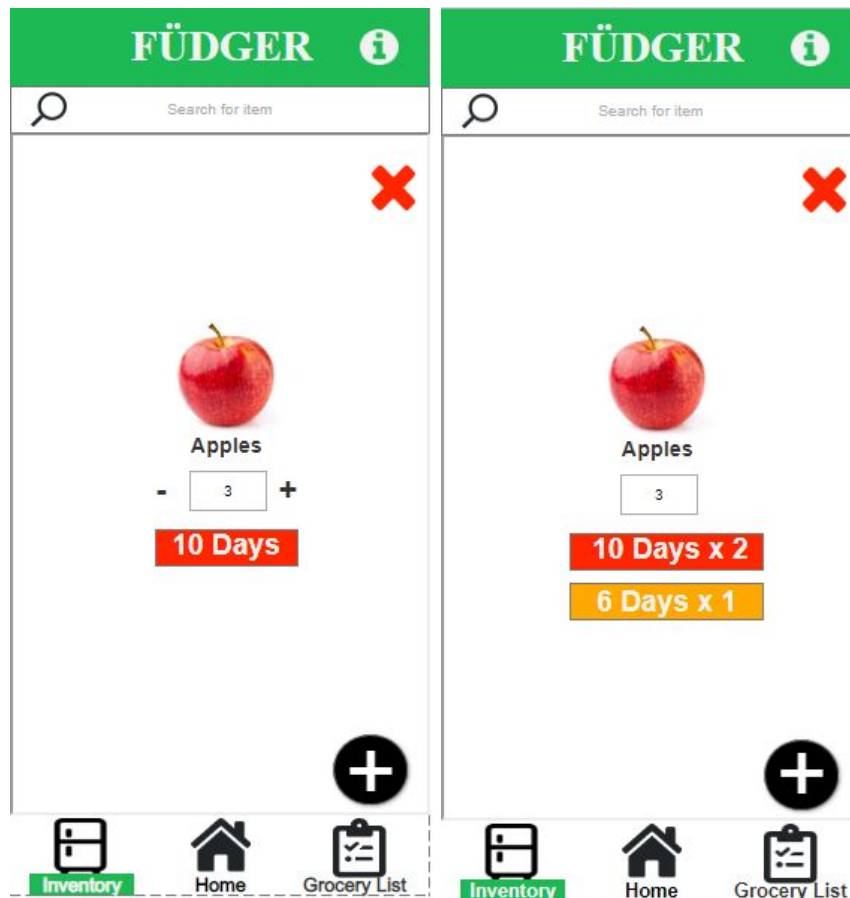 FÜDGER
Search for item
Apples
- 3 +
10 Days
Inventory Home Grocery List
FÜDGER
Search for item
Apples
3
10 Days x 2
6 Days x 1
Inventory Home Grocery List